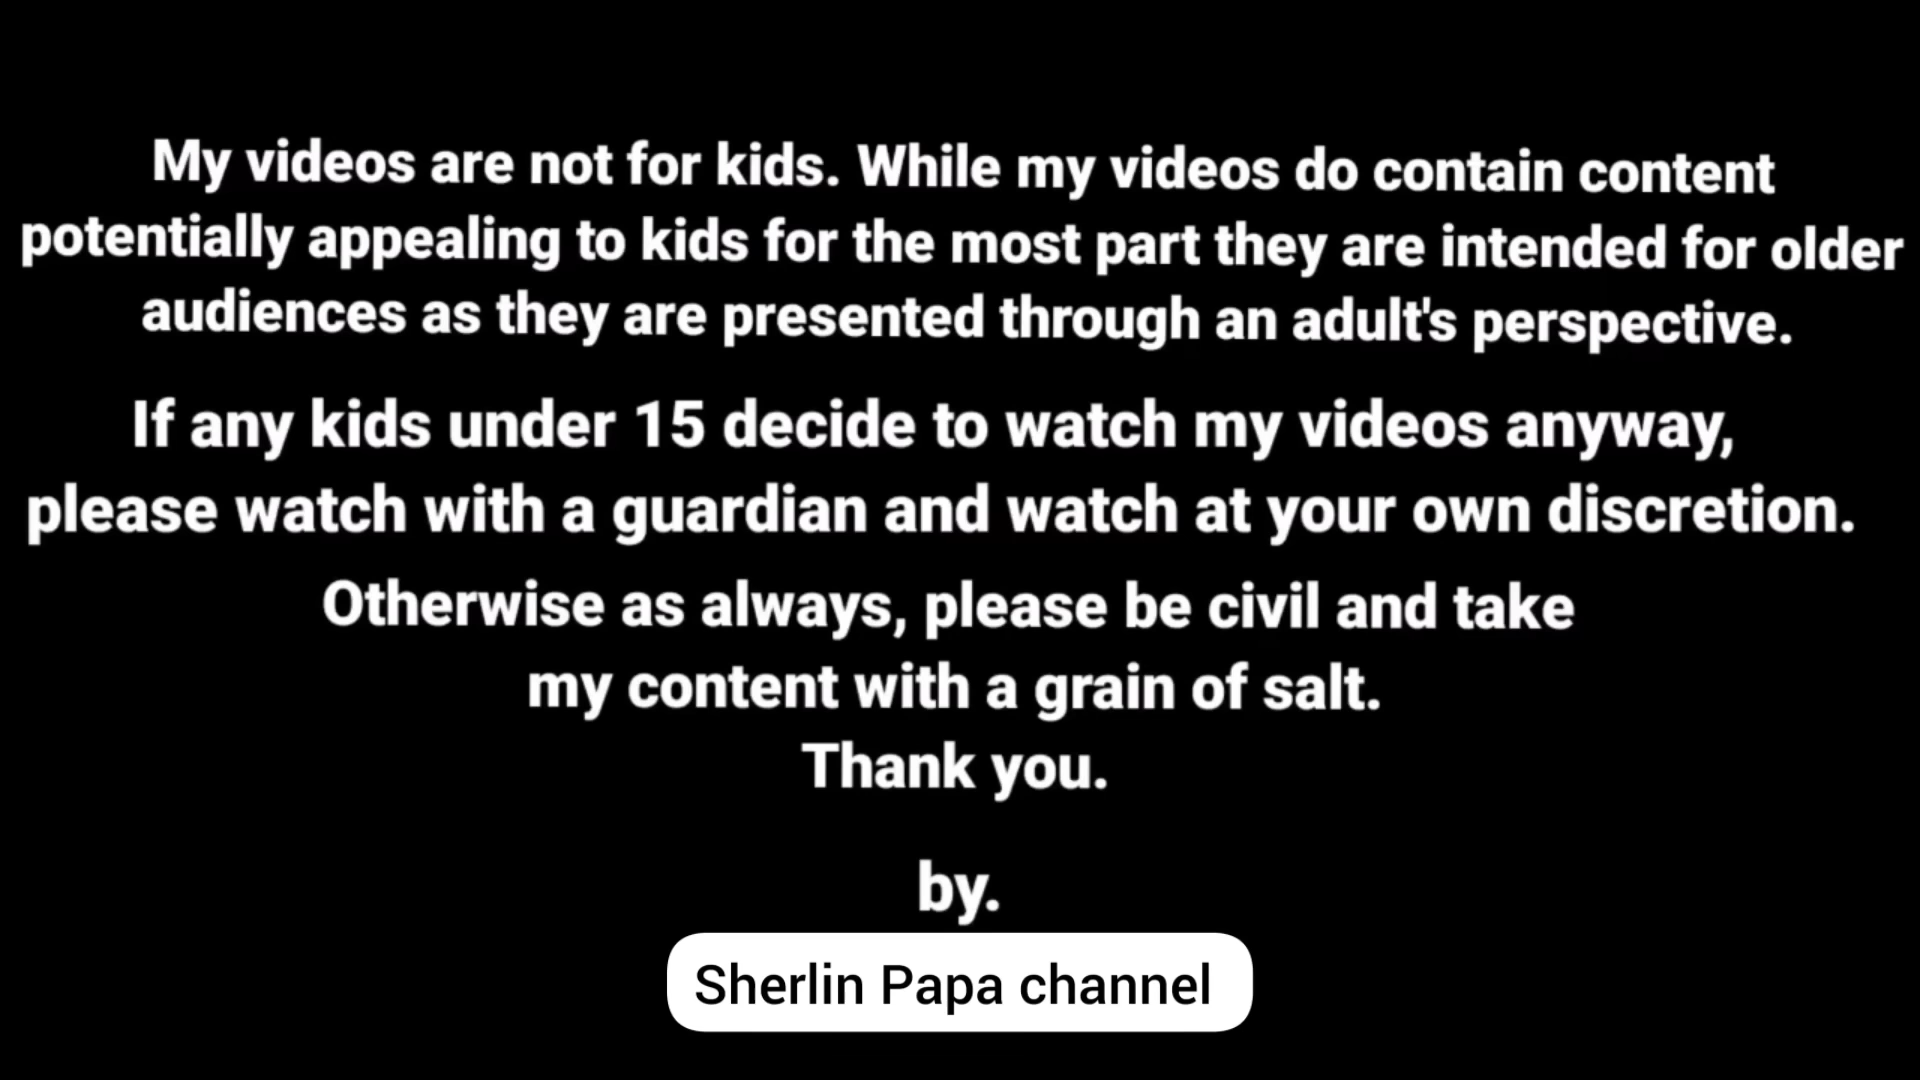 My videos are not for kids. While my videos do contain content
potentially appealing to kids for the most part they are intended for older
audiences as they are presented through an adult's perspective.
If any kids under 15 decide to watch my videos anyway,
please watch with a guardian and watch at your own discretion.
Otherwise as always, please be civil and take
my content with a grain of salt.
Thank you.
by.
Sherlin Papa channel